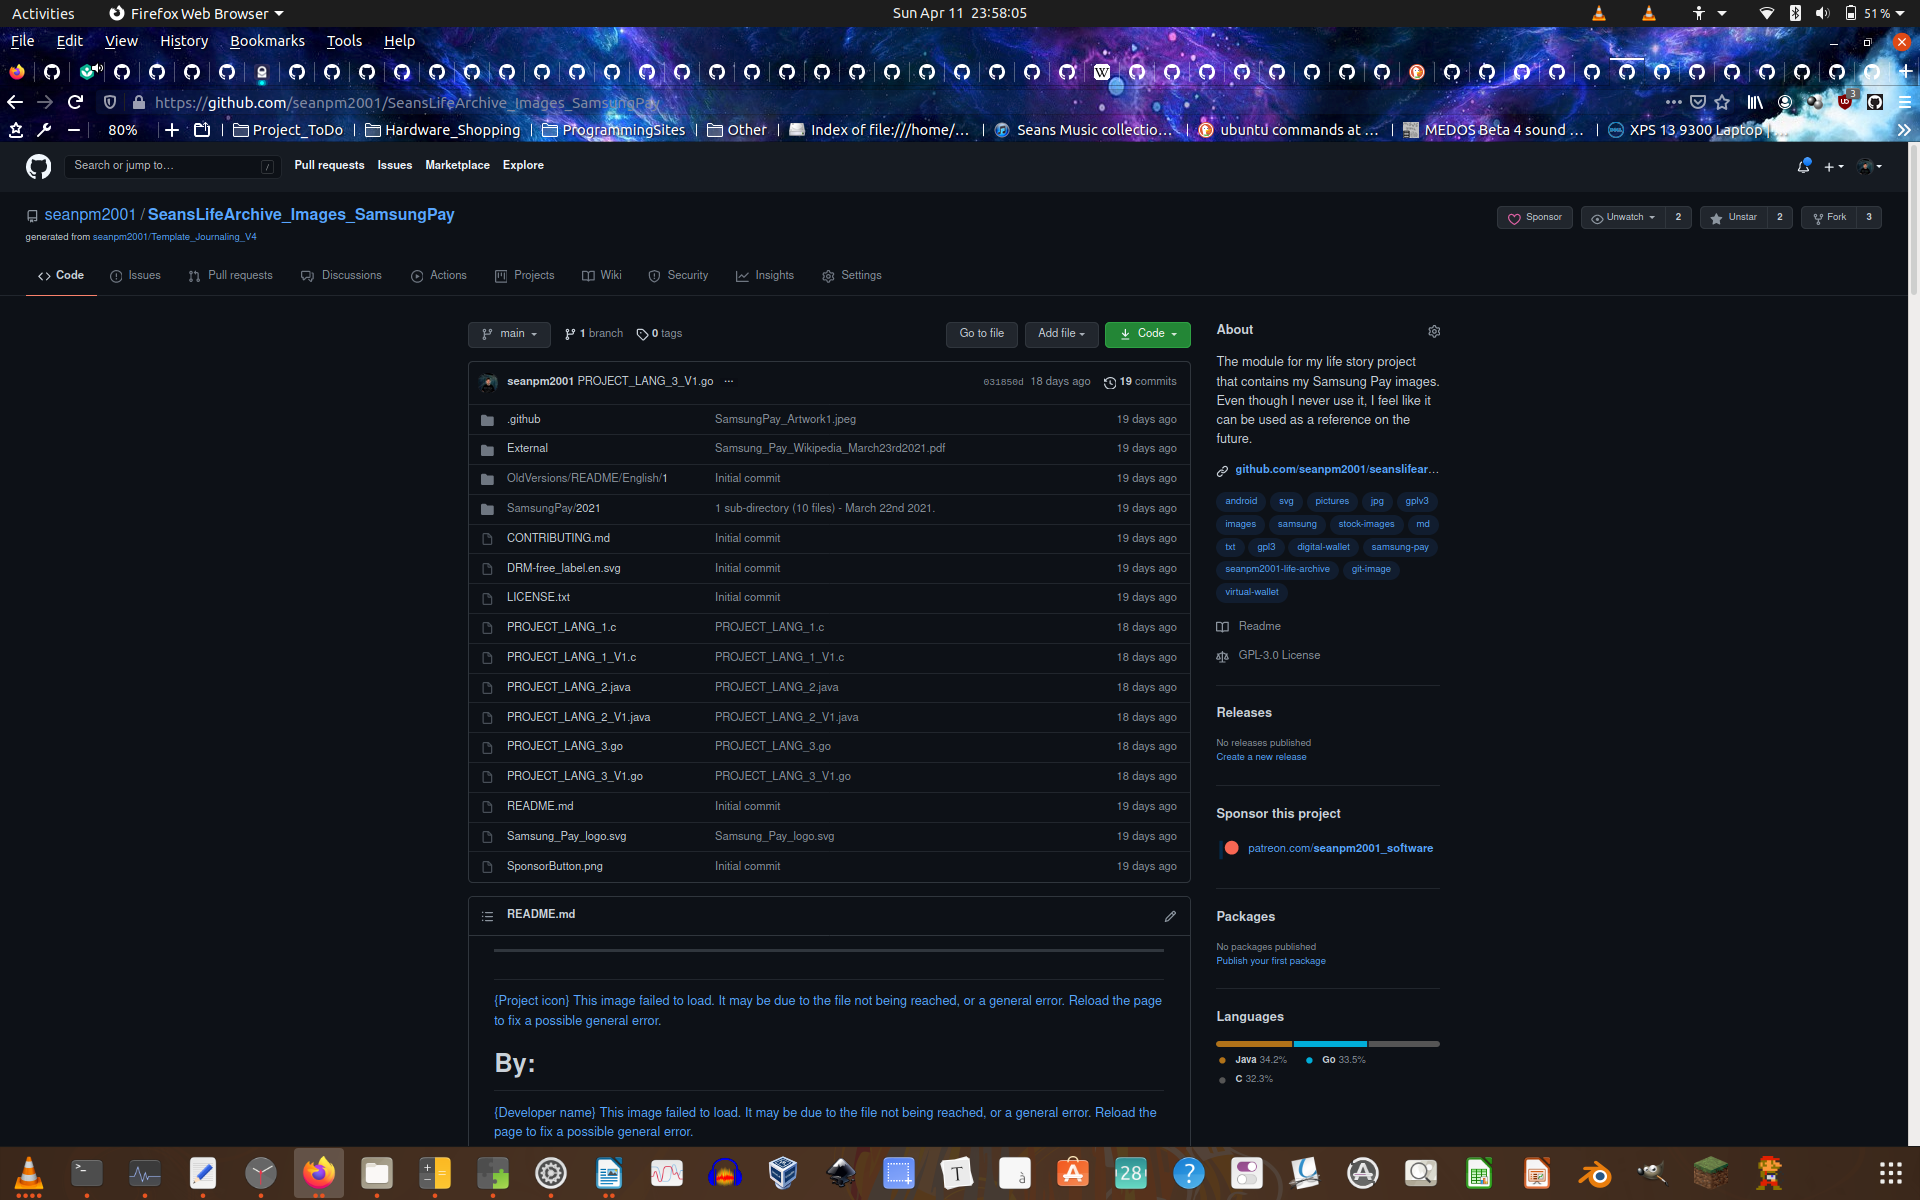 Activities Firefox Web Browser Sun Apr 11 23:58:05 51 %
File Edit View History Bookmarks Tools Help
https://github.com/seanpm2001/SeansLifeArchive_Images_SamsungPay 3
80% Project_ToDo Hardware_Shopping ProgrammingSites Other Index of file:///home/... Seans Music collectio... ubuntu commands at ... MEDOS Beta 4 sound ... XPS 13 9300 Laptop | ...
Search or jump to... / Pull requests Issues Marketplace Explore
seanpm2001 / SeansLifeArchive_Images_SamsungPay Sponsor Unwatch 2 Unstar 2 Fork 3
generated from seanpm2001/Template_Journaling_V4
Code Issues Pull requests Discussions Actions Projects Wiki Security Insights Settings
main 1 branch 0 tags Go to file Add file Code
seanpm2001 PROJECT_LANG_3_V1.go ... 031850d 18 days ago 19 commits
.github SamsungPay_Artwork1.jpeg 19 days ago
External Samsung_Pay_Wikipedia_March23rd2021.pdf 19 days ago
OldVersions/README/English/1 Initial commit 19 days ago
SamsungPay/2021 1 sub-directory (10 files) - March 22nd 2021. 19 days ago
CONTRIBUTING.md Initial commit 19 days ago
DRM-free_label.en.svg Initial commit 19 days ago
LICENSE.txt Initial commit 19 days ago
PROJECT_LANG_1.c PROJECT_LANG_1.c 18 days ago
PROJECT_LANG_1_V1.c PROJECT_LANG_1_V1.c 18 days ago
PROJECT_LANG_2.java PROJECT_LANG_2.java 18 days ago
PROJECT_LANG_2_V1.java PROJECT_LANG_2_V1.java 18 days ago
PROJECT_LANG_3.go PROJECT_LANG_3.go 18 days ago
PROJECT_LANG_3_V1.go PROJECT_LANG_3_V1.go 18 days ago
README.md Initial commit 19 days ago
Samsung_Pay_logo.svg Samsung_Pay_logo.svg 19 days ago
SponsorButton.png Initial commit 19 days ago
README.md
{Project icon} This image failed to load. It may be due to the file not being reached, or a general error. Reload the page
to fix a possible general error.
By:
{Developer name} This image failed to load. It may be due to the file not being reached, or a general error. Reload the
page to fix a possible general error.
About
The module for my life story project
that contains my Samsung Pay images.
Even though I never use it, I feel like it
can be used as a reference on the
future.
github.com/seanpm2001/seanslifear...
android svg pictures jpg gplv3
images samsung stock-images md
txt gpl3 digital-wallet samsung-pay
seanpm2001-life-archive git-image
virtual-wallet
Readme
GPL-3.0 License
Releases
No releases published
Create a new release
Sponsor this project
patreon.com/seanpm2001_software
Packages
No packages published
Publish your first package
Languages
Java 34.2% Go 33.5%
C 32.3%